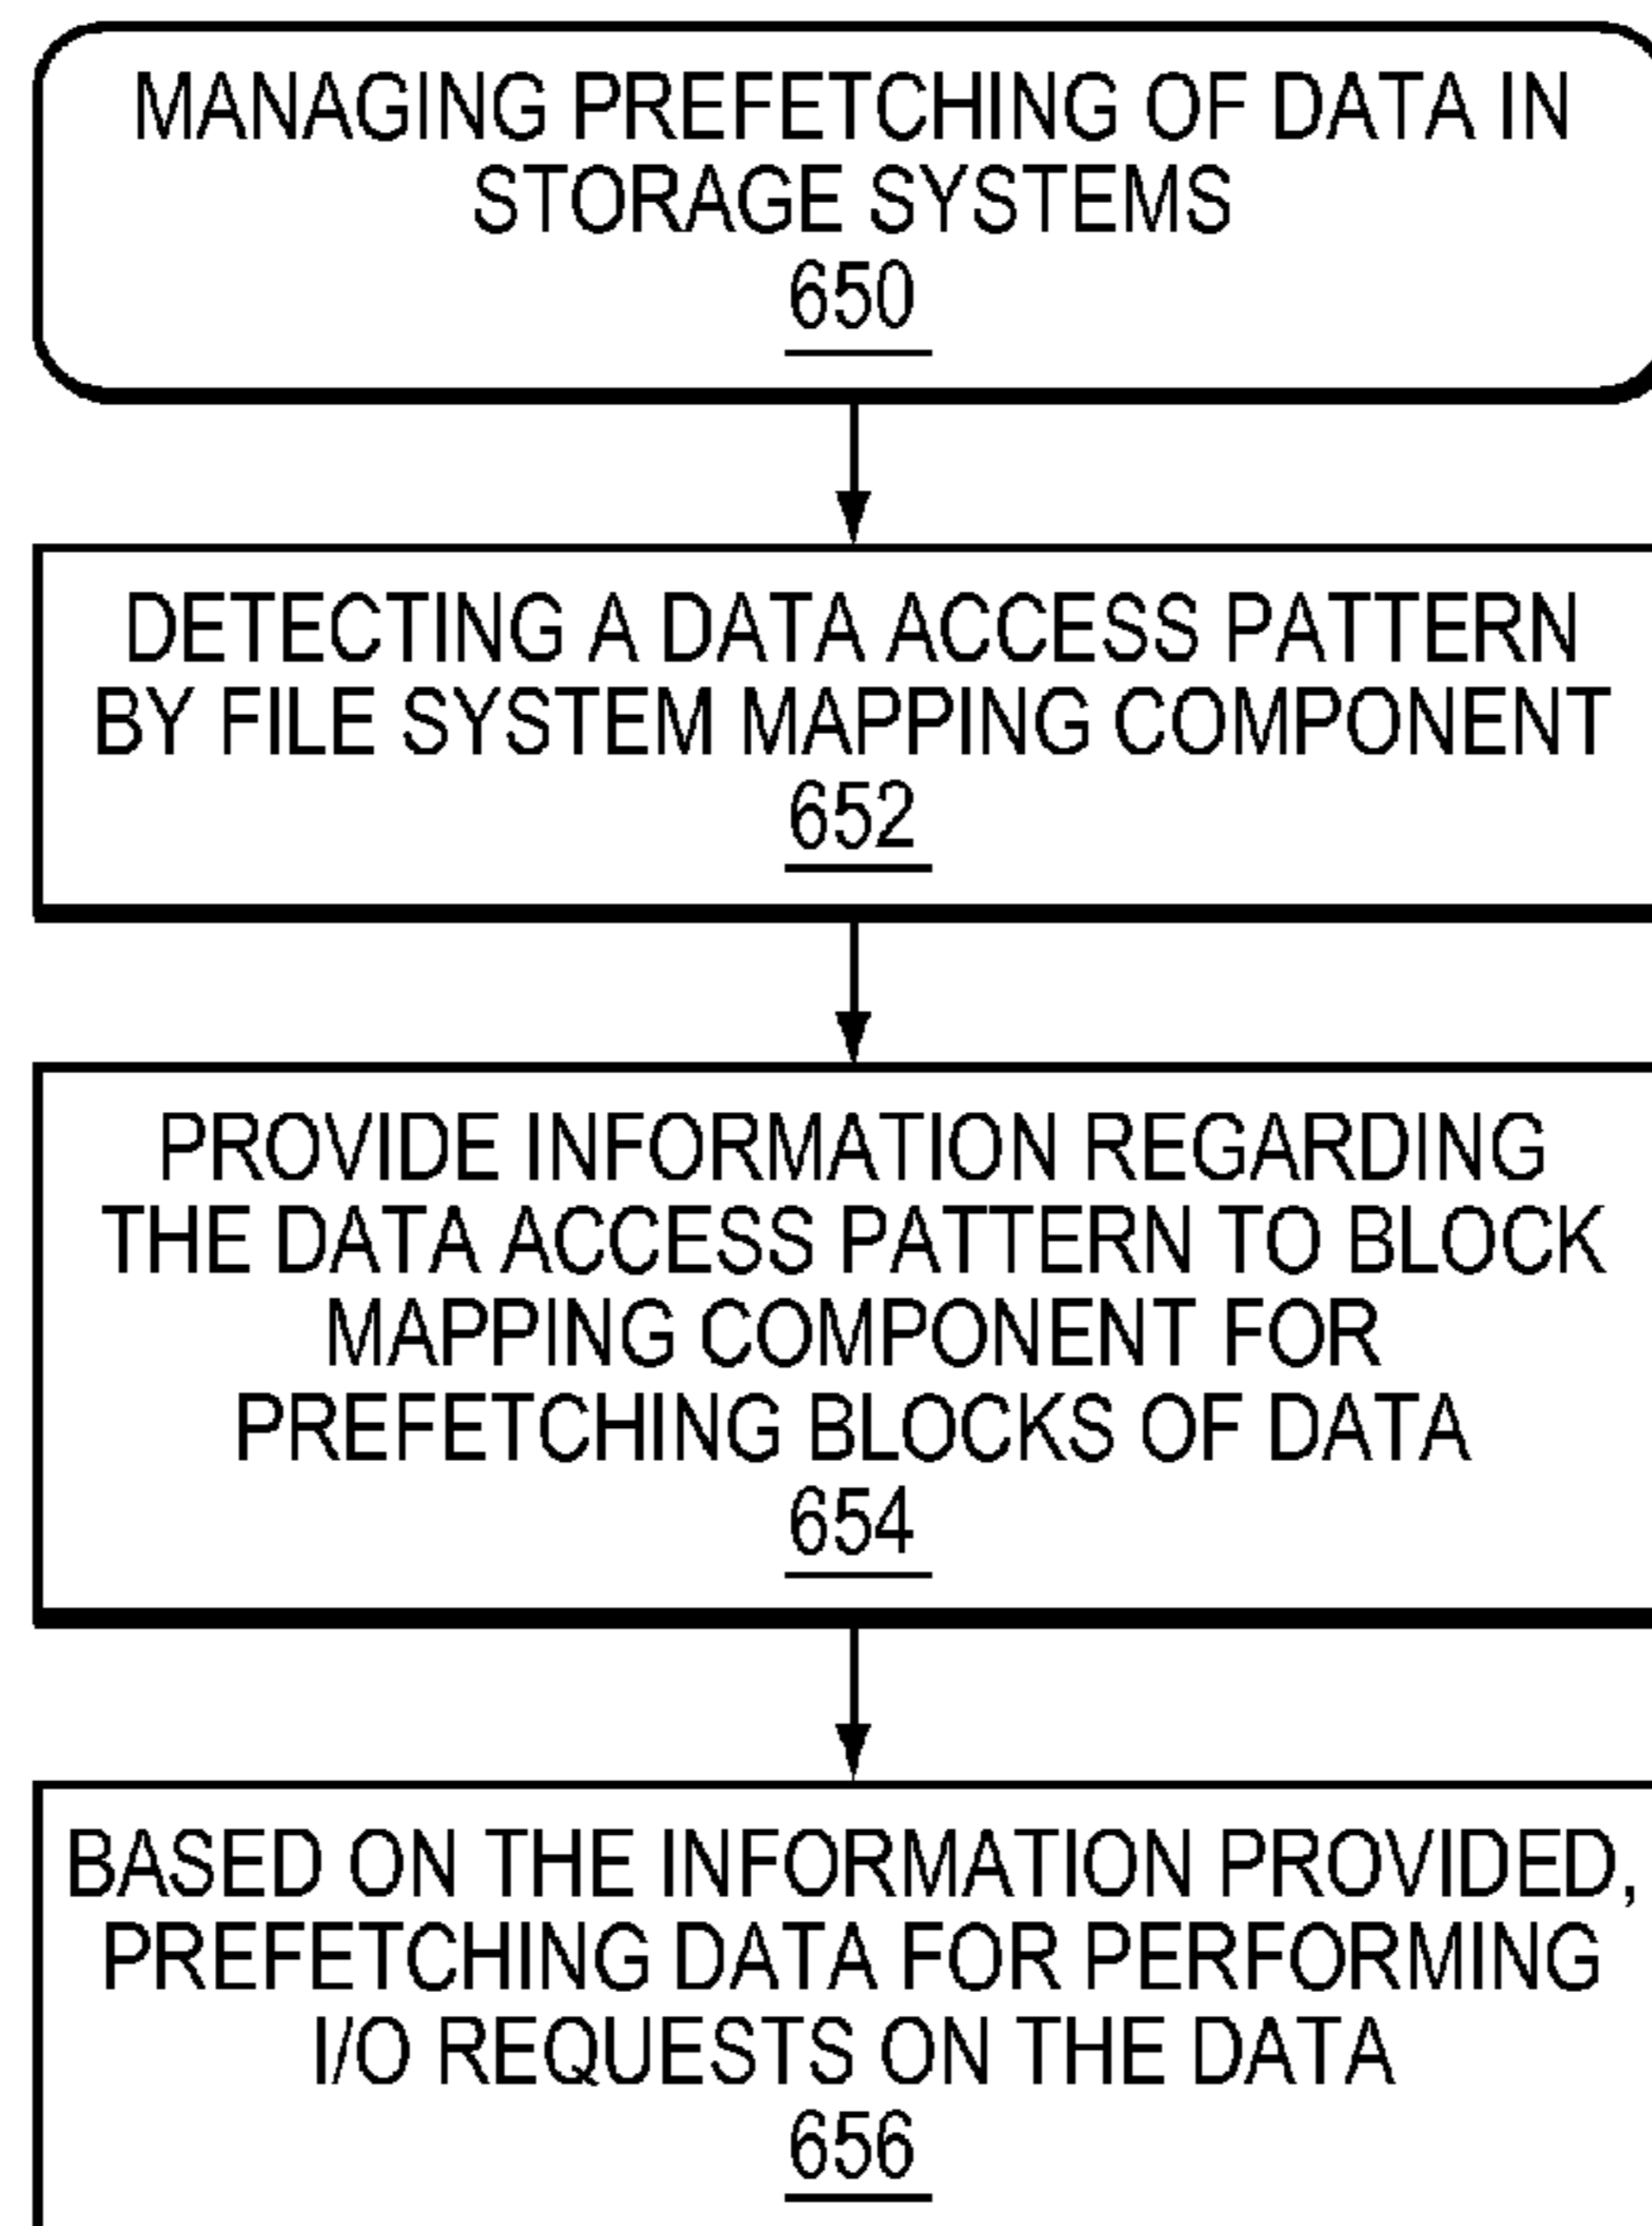 MANAGING PREFETCHING OF DATA IN
STORAGE SYSTEMS
650
DETECTING A DATA ACCESS PATTERN
BY FILE SYSTEM MAPPING COMPONENT
652
PROVIDE INFORMATION REGARDING
THE DATA ACCESS PATTERN TO BLOCK
MAPPING COMPONENT FOR
PREFETCHING BLOCKS OF DATA
654
BASED ON THE INFORMATION PROVIDED,
PREFETCHING DATA FOR PERFORMING
I/O REQUESTS ON THE DATA
656